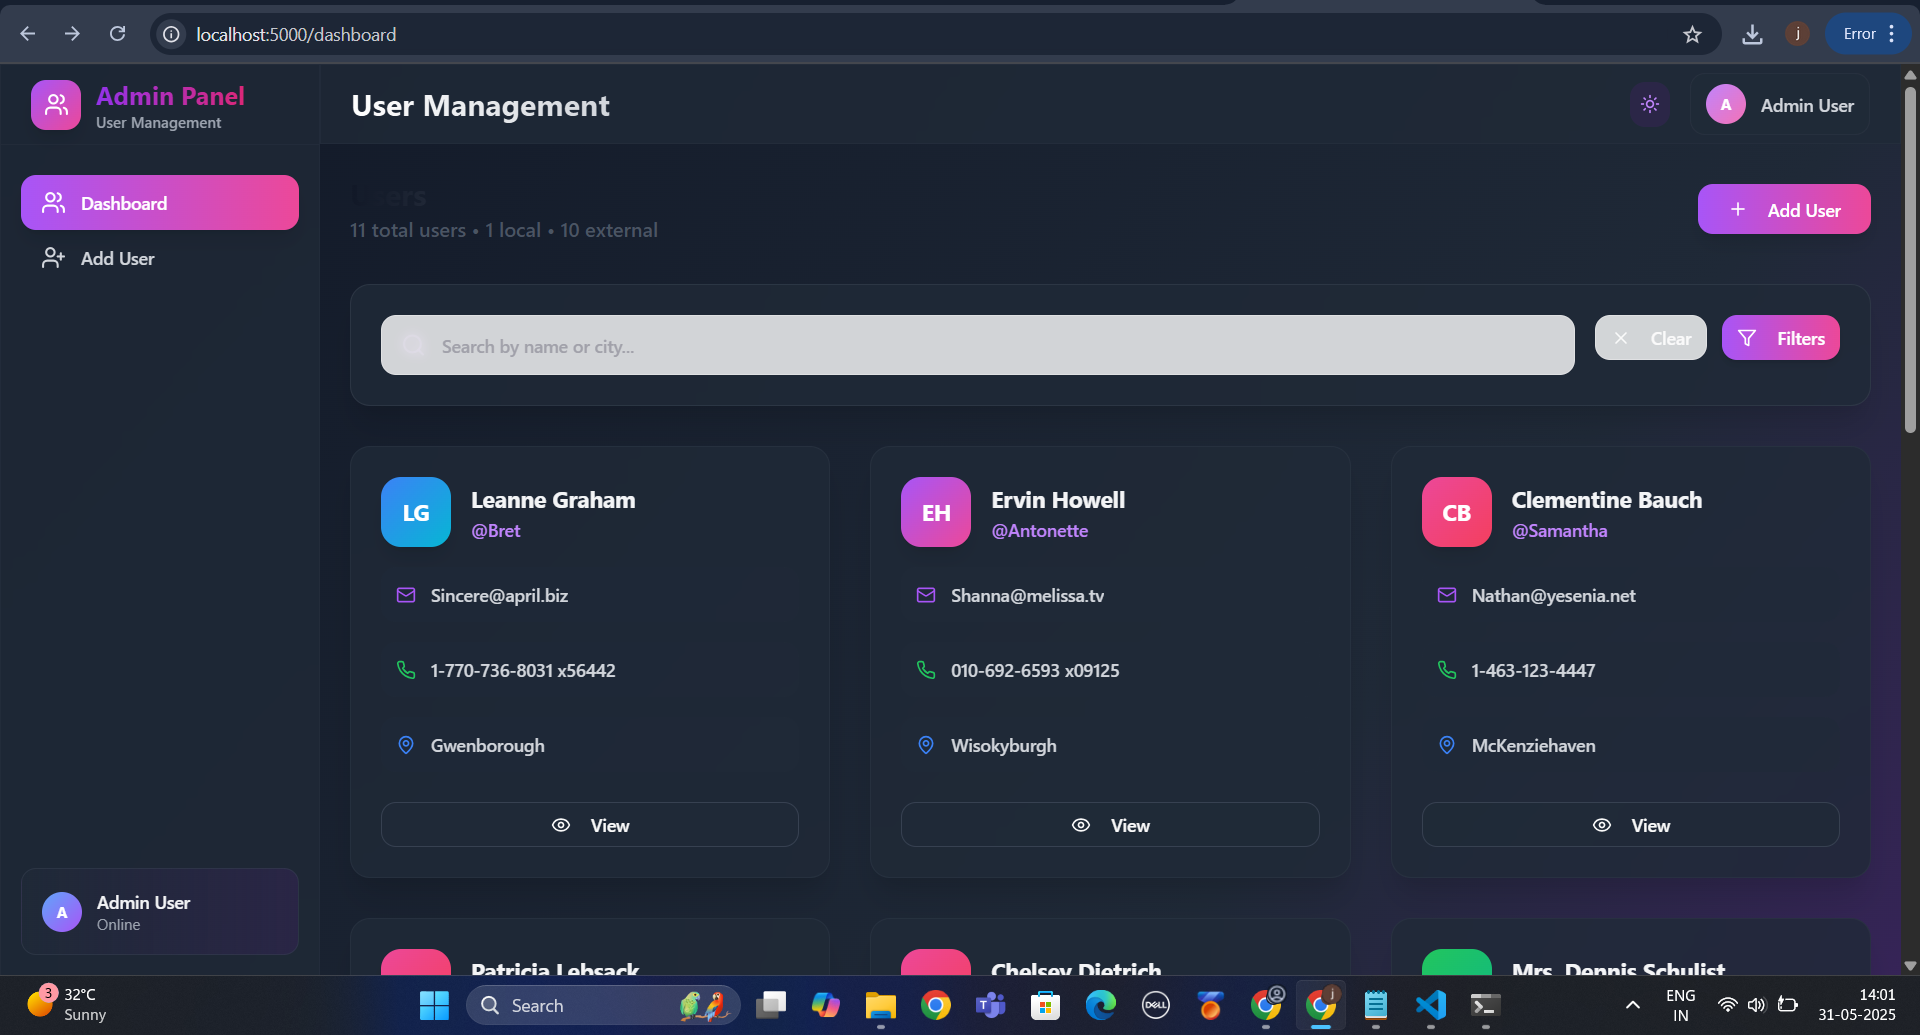 localhost:5000/dashboard
j
Error
Admin Panel
User Management
User Management
A
Admin User
Dashboard
Add User
Users
11 total users • 1 local • 10 external
Add User
Search by name or city...
Clear
Filters
LG
Leanne Graham
@Bret
Sincere@april.biz
1-770-736-8031 x56442
Gwenborough
View
EH
Ervin Howell
@Antonette
Shanna@melissa.tv
010-692-6593 x09125
Wisokyburgh
View
CB
Clementine Bauch
@Samantha
Nathan@yesenia.net
1-463-123-4447
McKenziehaven
View
Patricia Lebsack
Chelsey Dietrich
Mrs. Dennis Schulist
A
Admin User
Online
3
32°C
Sunny
Search
T
DELL
j
ENG
IN
14:01
31-05-2025